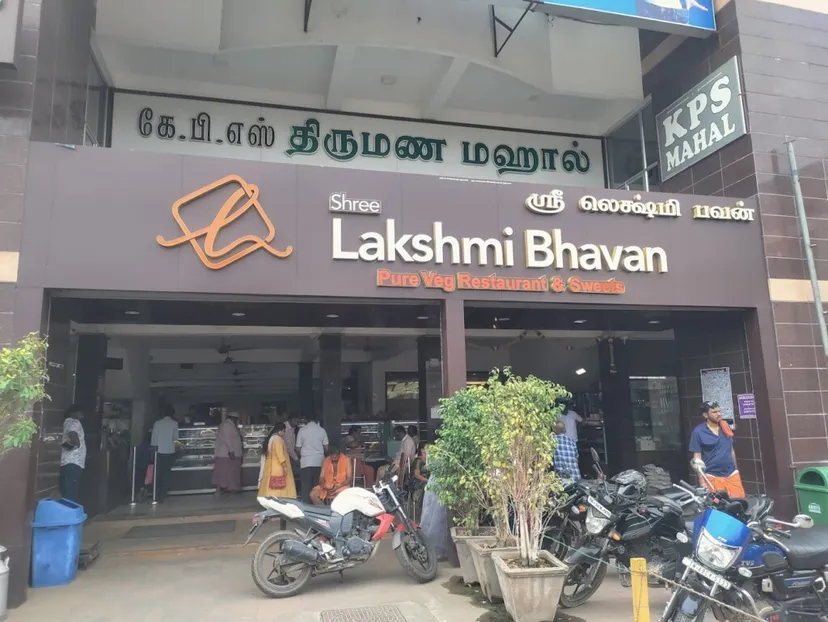 கே.பி.எஸ் திருமண மஹால்
KPS
MAHAL
Shree
ஸ்ரீ லெக்ஷ்மி பவன்
Lakshmi Bhavan
Pure Veg Restaurant & Sweets